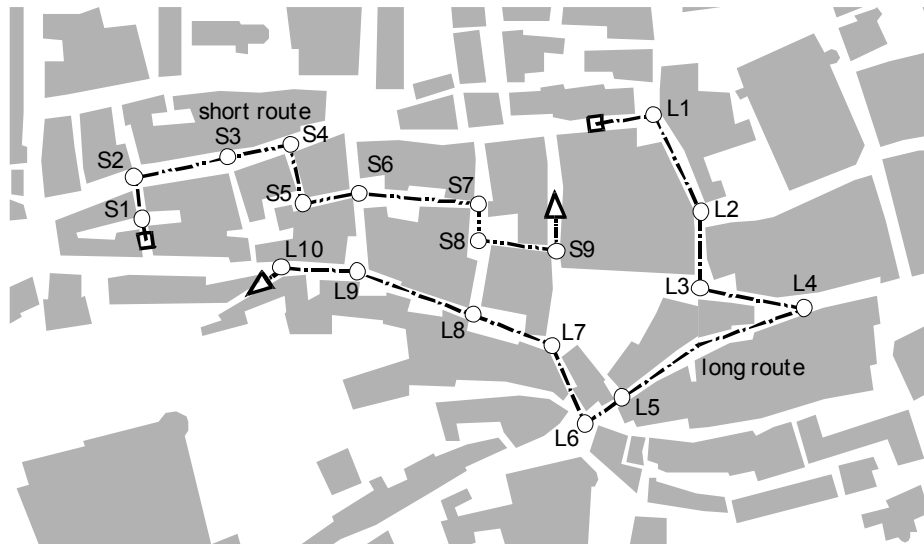 L1
short route
S3
S4
S2
S6
S5
S7
S1
L2
S8
S9
L10
L9
L3
L4
L8
L7
long route
L5
L6